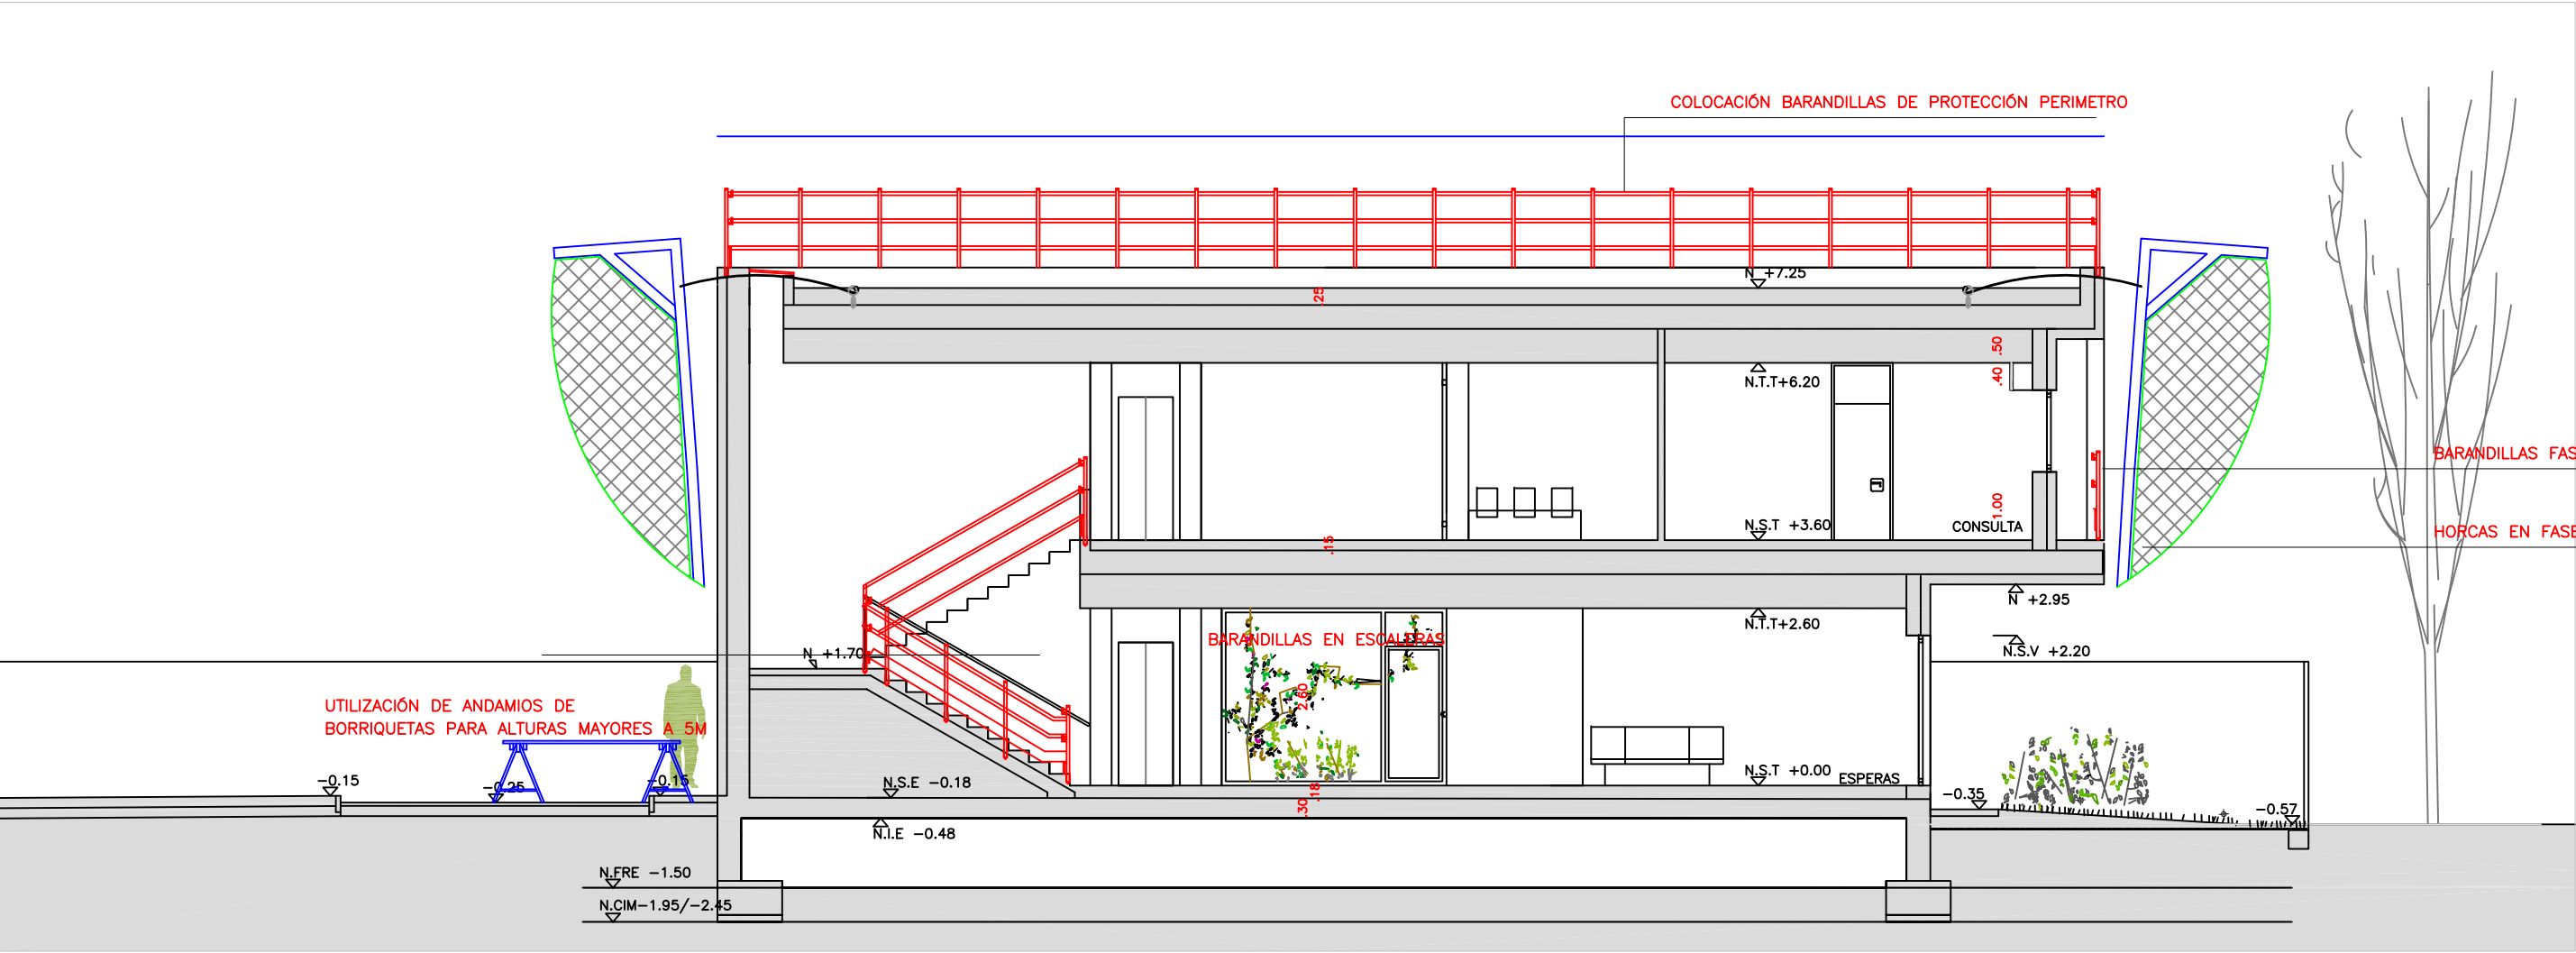 COLOCACIÓN BARANDILLAS DE PROTECCIÓN PERIMETRO
N +7.25
.25
.50
N.T.T+6.20
.40
BARANDILLAS FAS
1.00
N.S.T +3.60
CONSULTA
HORCAS EN FASE
.15
N +2.95
N.T.T+2.60
BARANDILLAS EN ESCALERAS
N +1.70
N.S.V +2.20
2.60
UTILIZACIÓN DE ANDAMIOS DE
BORRIQUETAS PARA ALTURAS MAYORES A 5M
-0.15
-0.25
-0.15
N.S.E -0.18
N.S.T +0.00
ESPERAS
.18
.30
-0.35
-0.57
N.I.E -0.48
N.FRE -1.50
N.CIM-1.95/-2.45